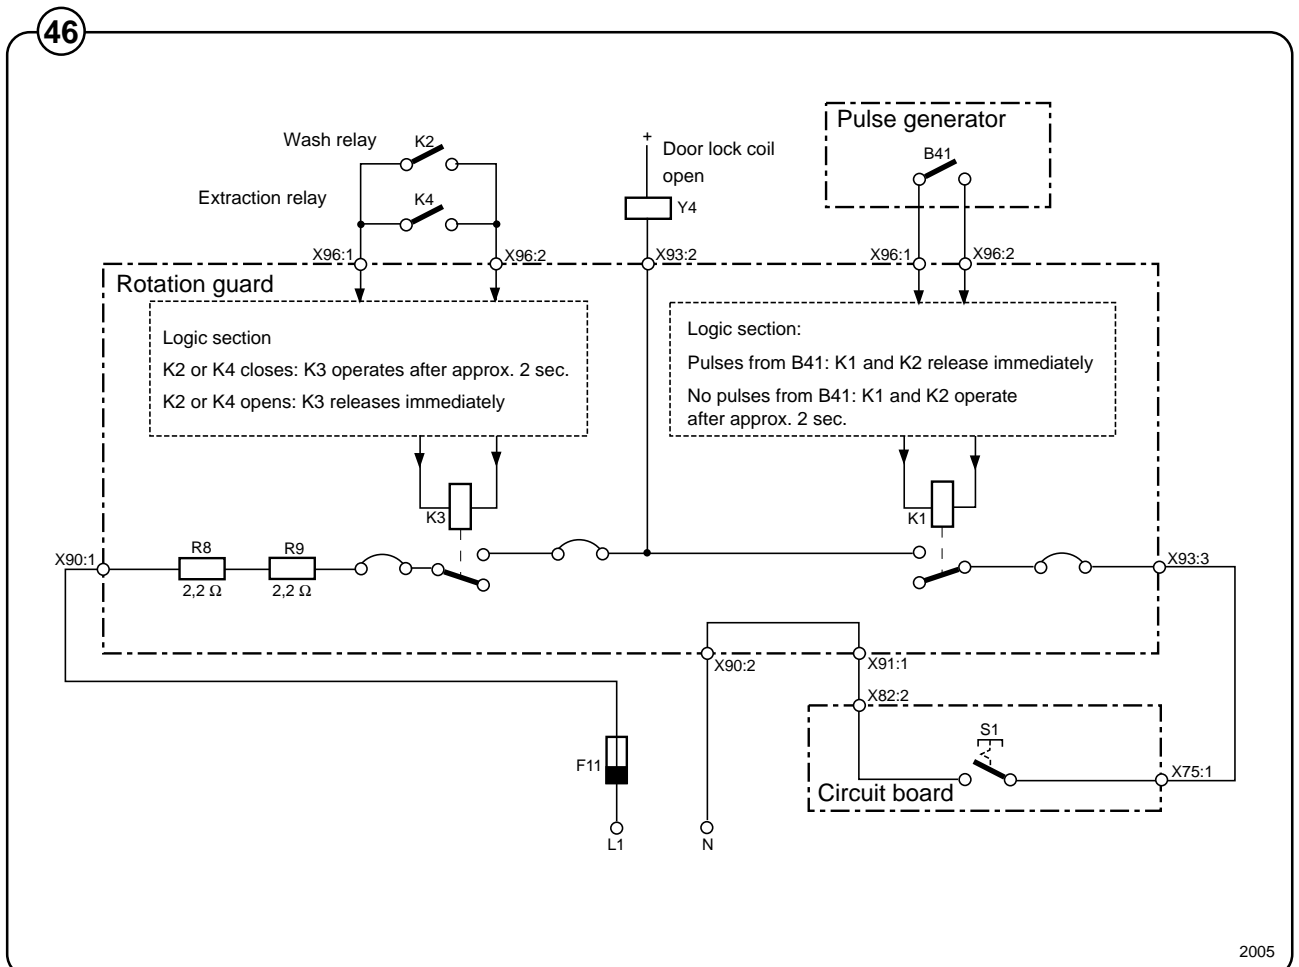 46
Wash relay
K2
Extraction relay
K4
+
Door lock coil
open
Y4
Pulse generator
B41
X96:1
X96:2
X93:2
X96:1
X96:2
Rotation guard
Logic section
K2 or K4 closes: K3 operates after approx. 2 sec.
K2 or K4 opens: K3 releases immediately
Logic section:
Pulses from B41: K1 and K2 release immediately
No pulses from B41: K1 and K2 operate
after approx. 2 sec.
K3
K1
X90:1
R8
2,2 Ω
R9
2,2 Ω
X93:3
X90:2
X91:1
X82:2
S1
F11
X75:1
Circuit board
L1
N
2005